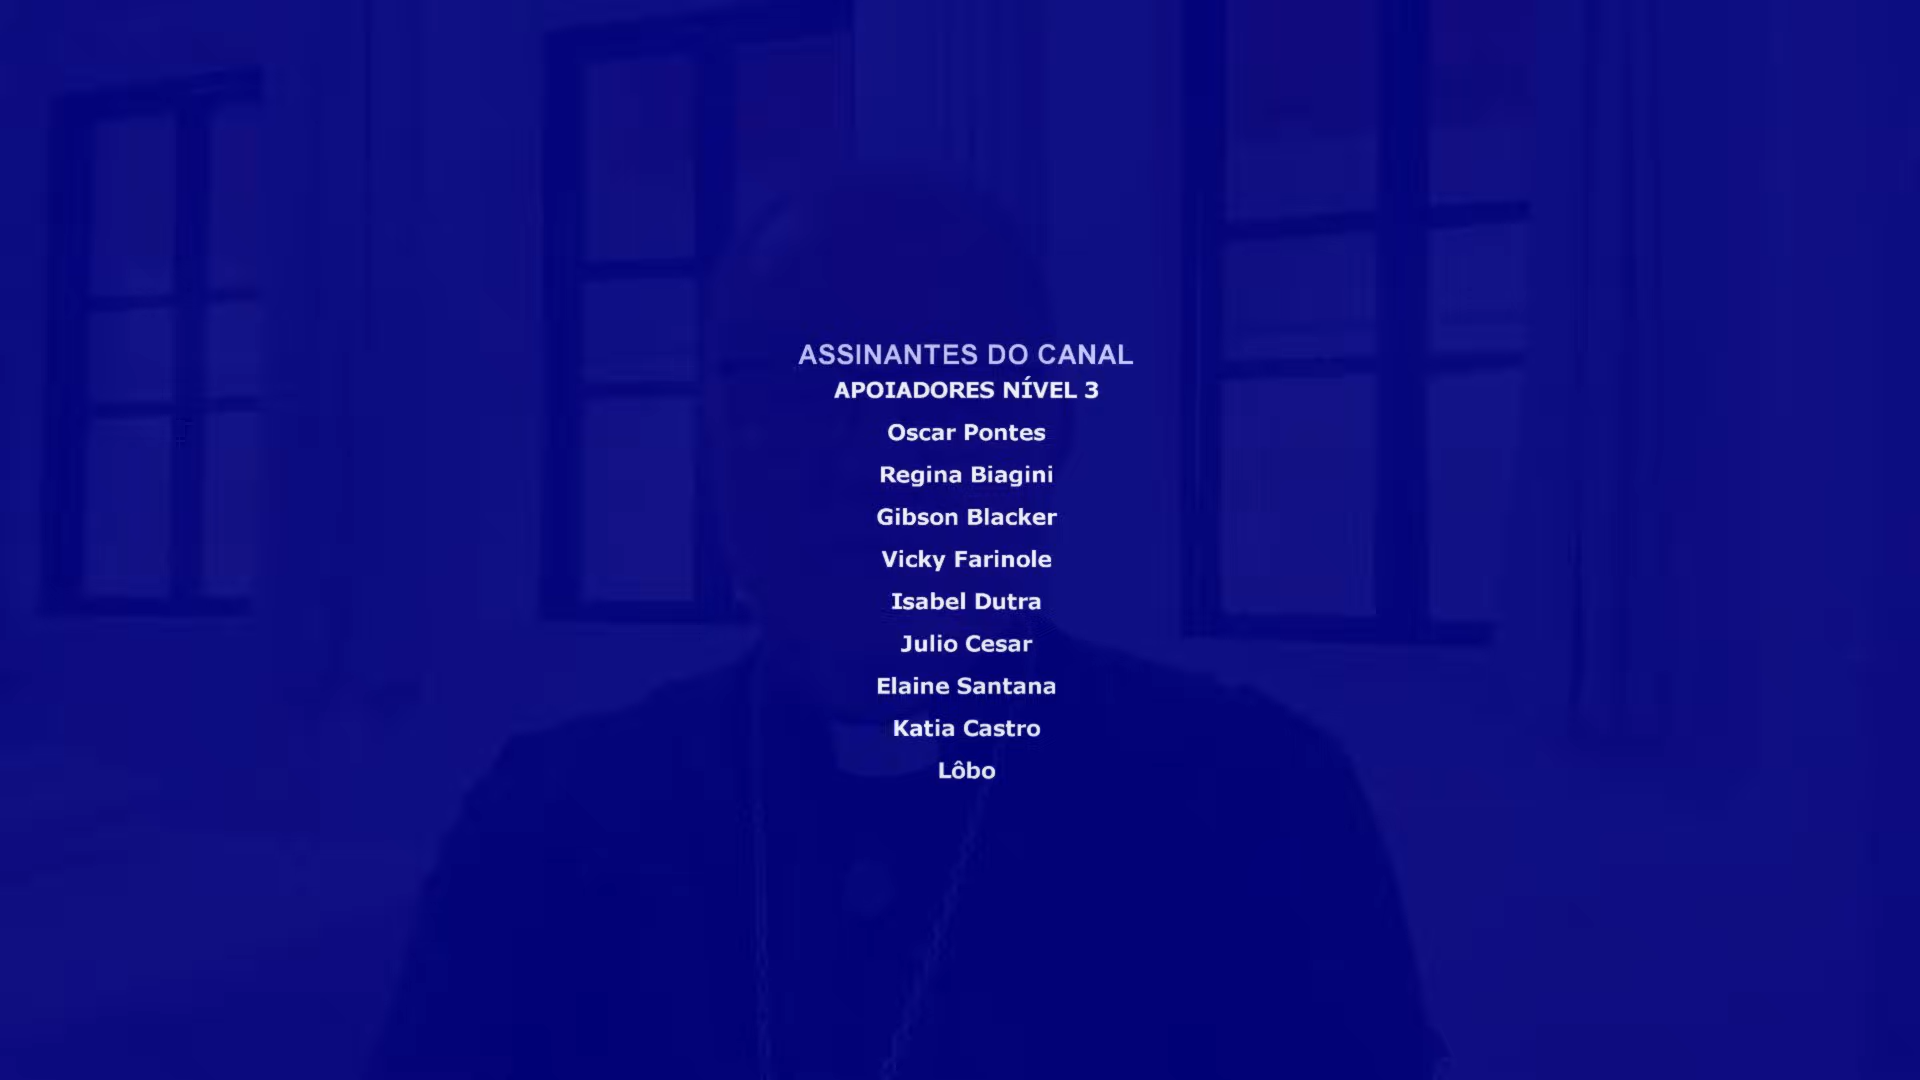 ASSINANTES DO CANAL
APOIADORES NÍVEL 3
Oscar Pontes
Regina Biagini
Gibson Blacker
Vicky Farinole
Isabel Dutra
Julio Cesar
Elaine Santana
Katia Castro
Lôbo